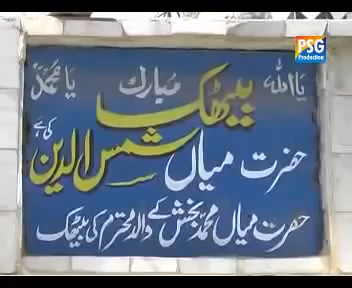 PSG
Production
یا اللہ مبارک یا محمدؐ
بیٹھک
حضرت میاں شمس الدین کی ہے
حضرت میاں محمد بخش کے والد محترم کی بیٹھک